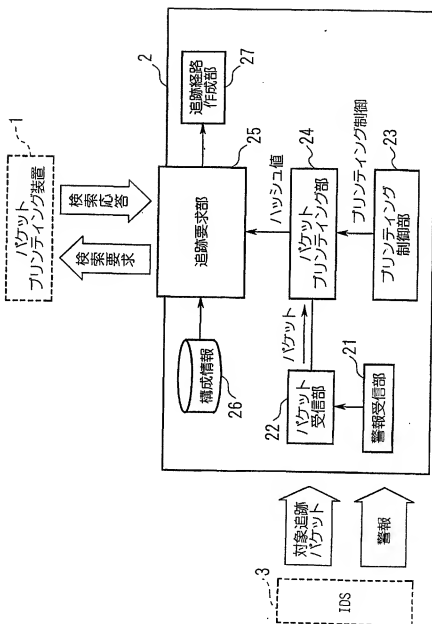 1
パケット
プリンティング装置
検索要求
検索応答
2
追跡経路
作成部
27
25
追跡要求部
構成情報
26
ハッシュ値
24
パケット
プリンティング部
パケット
プリンティング制御
23
プリンティング
制御部
22
パケット
受信部
21
警報受信部
対象追跡
パケット
警報
3
IDS